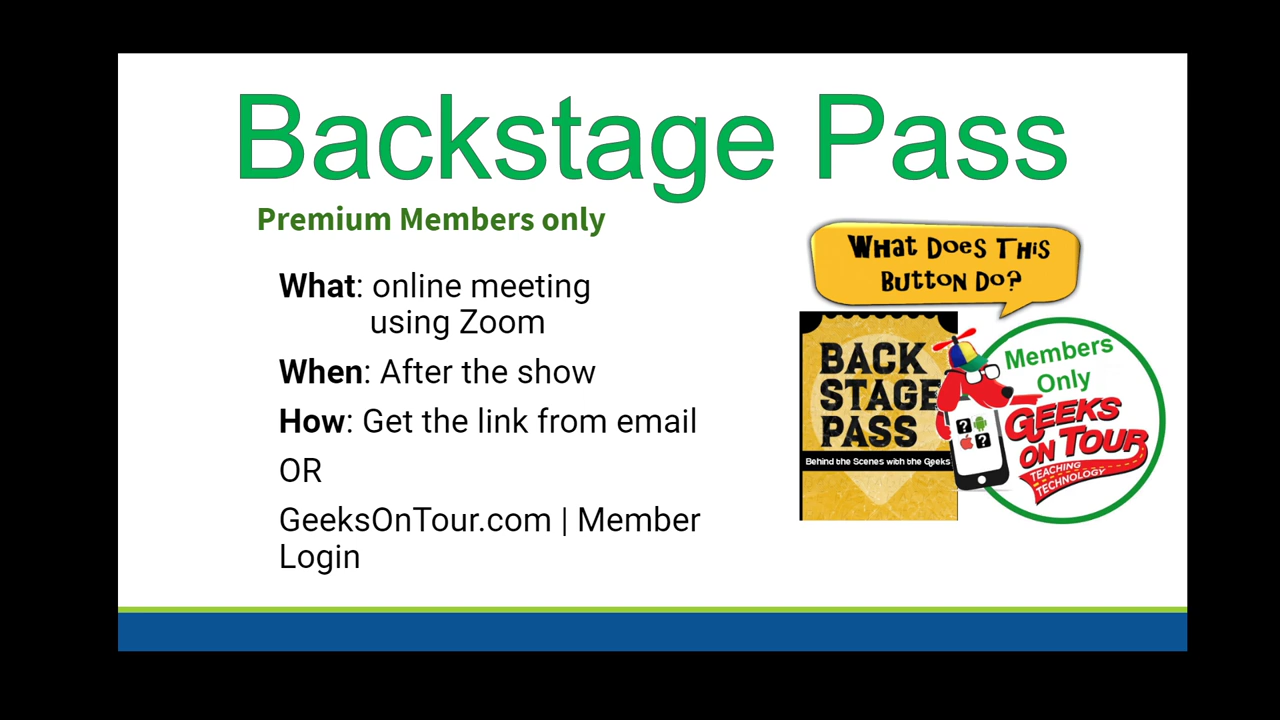 Backstage Pass
Premium Members only
What: online meeting
using Zoom
When: After the show
How: Get the link from email
OR
GeeksOnTour.com | Member
Login
What Does This
Button Do?
BACK
STAGE
PASS
Behind the Scenes with the Geeks
Members
Only
GEEKS
ON TOUR
TEACHING
TECHNOLOGY
? 
?